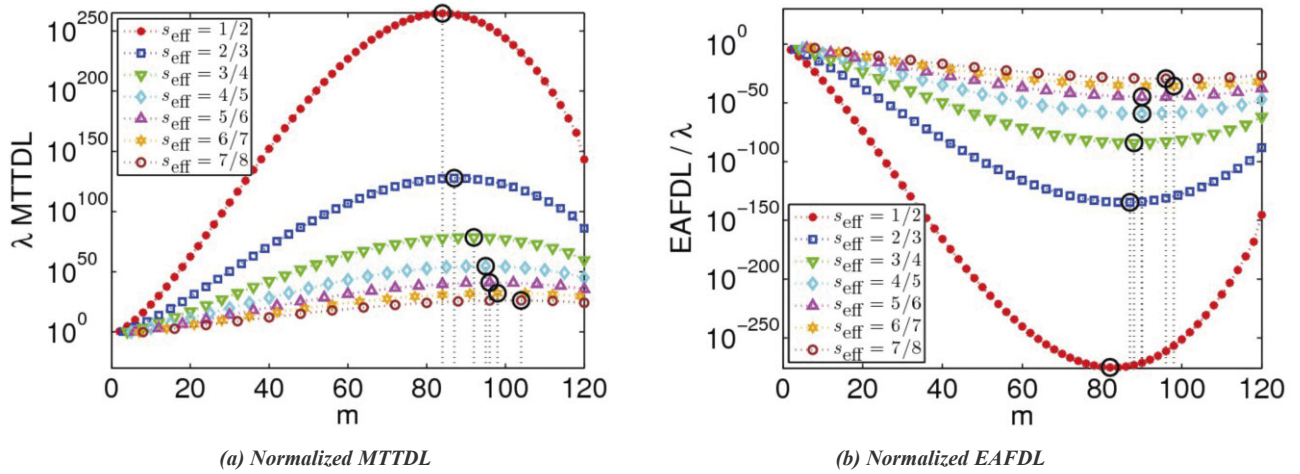 λ MTTDL
10^250
10^200
10^150
10^100
10^50
10^0
0 20 40 60 80 100 120
m
s_eff = 1/2
s_eff = 2/3
s_eff = 3/4
s_eff = 4/5
s_eff = 5/6
s_eff = 6/7
s_eff = 7/8
(a) Normalized MTTDL
EAFDL / λ
10^0
10^−50
10^−100
10^−150
10^−200
10^−250
0 20 40 60 80 100 120
m
s_eff = 1/2
s_eff = 2/3
s_eff = 3/4
s_eff = 4/5
s_eff = 5/6
s_eff = 6/7
s_eff = 7/8
(b) Normalized EAFDL